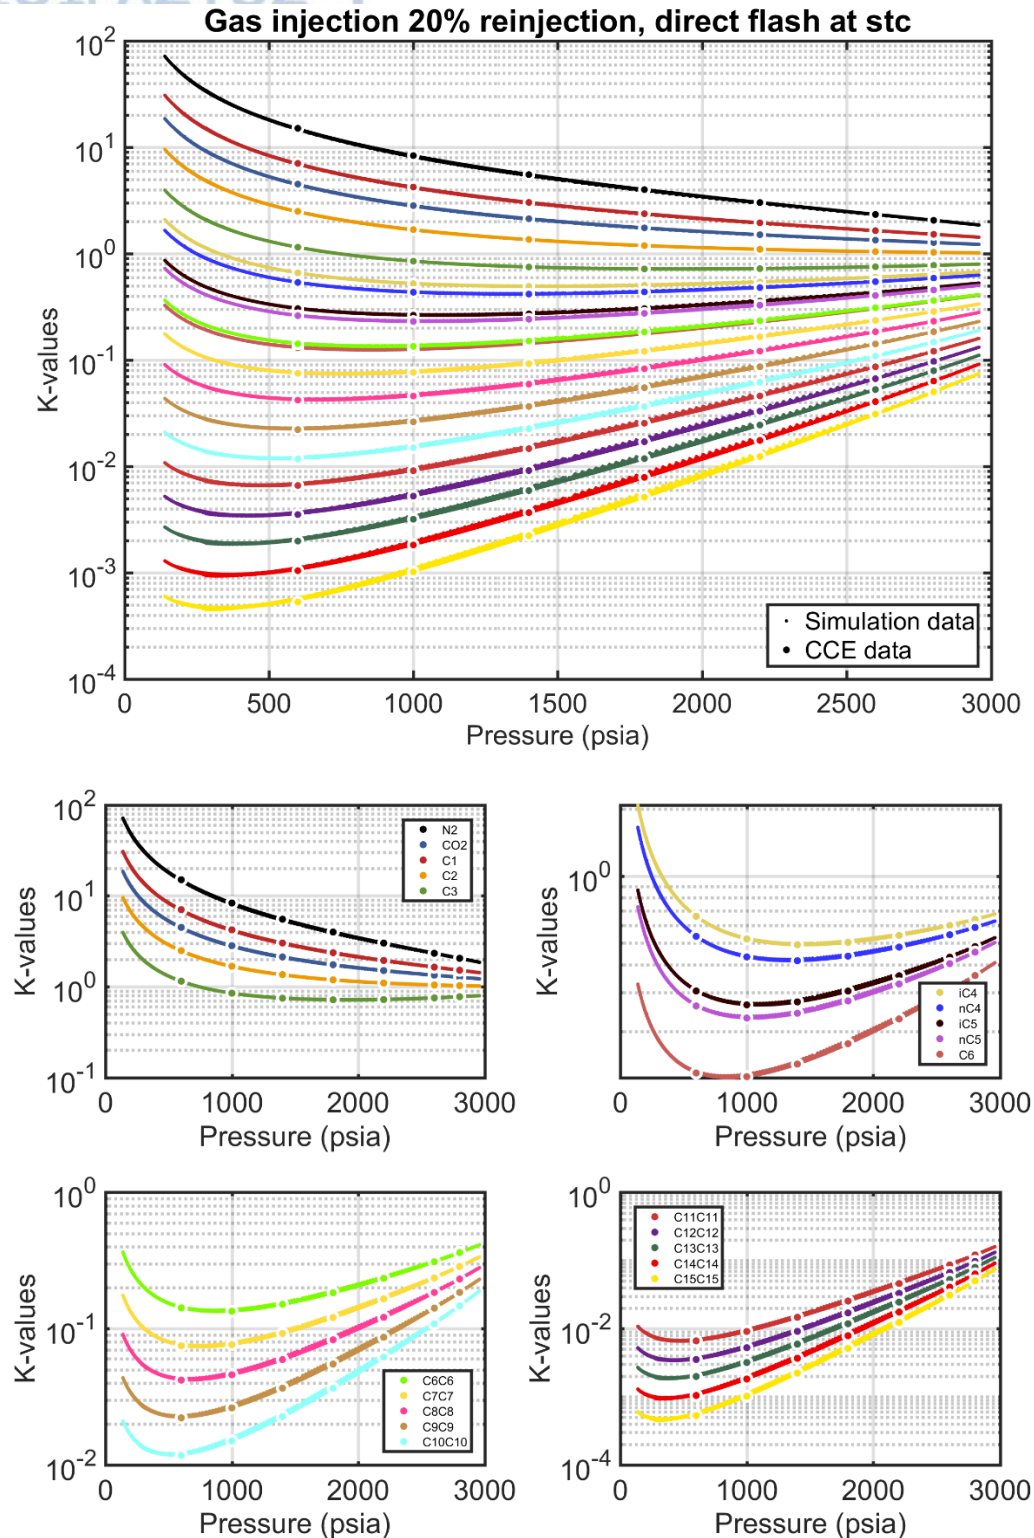 Gas injection 20% reinjection, direct flash at stc
10^2
10^1
10^0
10^-1
10^-2
10^-3
10^-4
K-values
Simulation data
CCE data
0 500 1000 1500 2000 2500 3000
Pressure (psia)
10^2
10^1
10^0
10^-1
K-values
N2
CO2
C1
C2
C3
0 1000 2000 3000
Pressure (psia)
10^0
K-values
iC4
nC4
iC5
nC5
C6
0 1000 2000 3000
Pressure (psia)
10^0
10^-1
10^-2
K-values
C6C6
C7C7
C8C8
C9C9
C10C10
0 1000 2000 3000
Pressure (psia)
10^0
10^-2
10^-4
K-values
C11C11
C12C12
C13C13
C14C14
C15C15
0 1000 2000 3000
Pressure (psia)